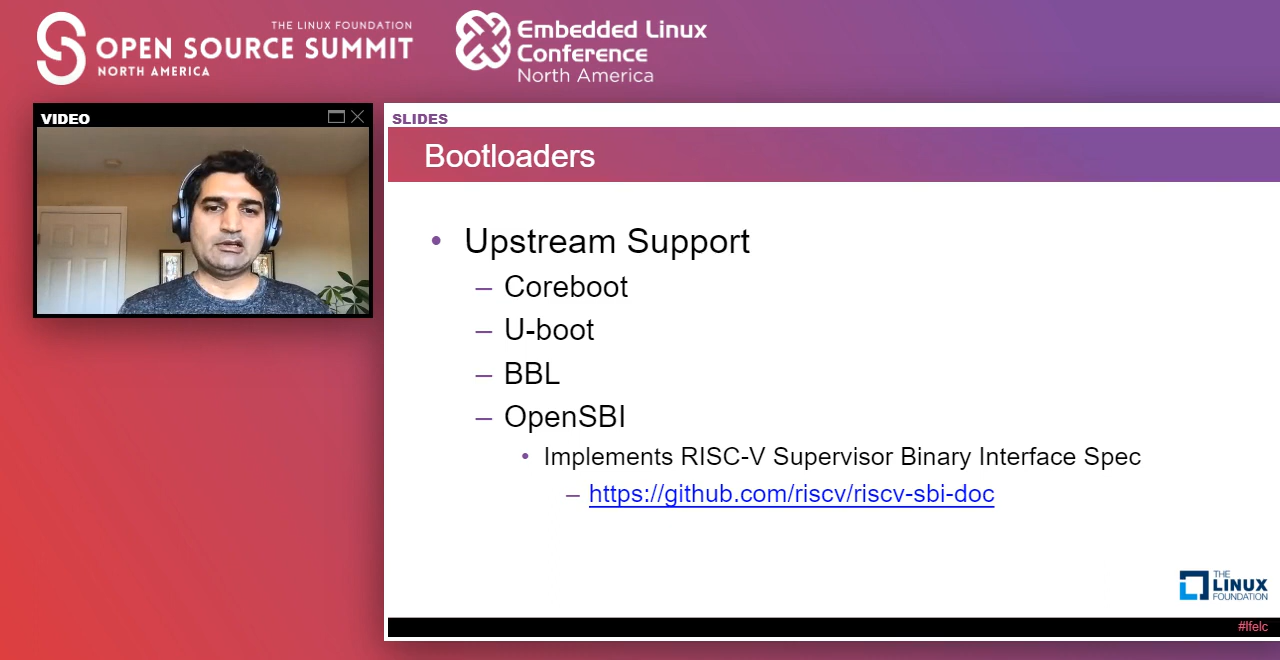 THE LINUX FOUNDATION
OPEN SOURCE SUMMIT
NORTH AMERICA
Embedded Linux
Conference
North America
VIDEO
SLIDES
Bootloaders
• Upstream Support
– Coreboot
– U-boot
– BBL
– OpenSBI
• Implements RISC-V Supervisor Binary Interface Spec
– https://github.com/riscv/riscv-sbi-doc
THE
LINUX
FOUNDATION
#lfelc